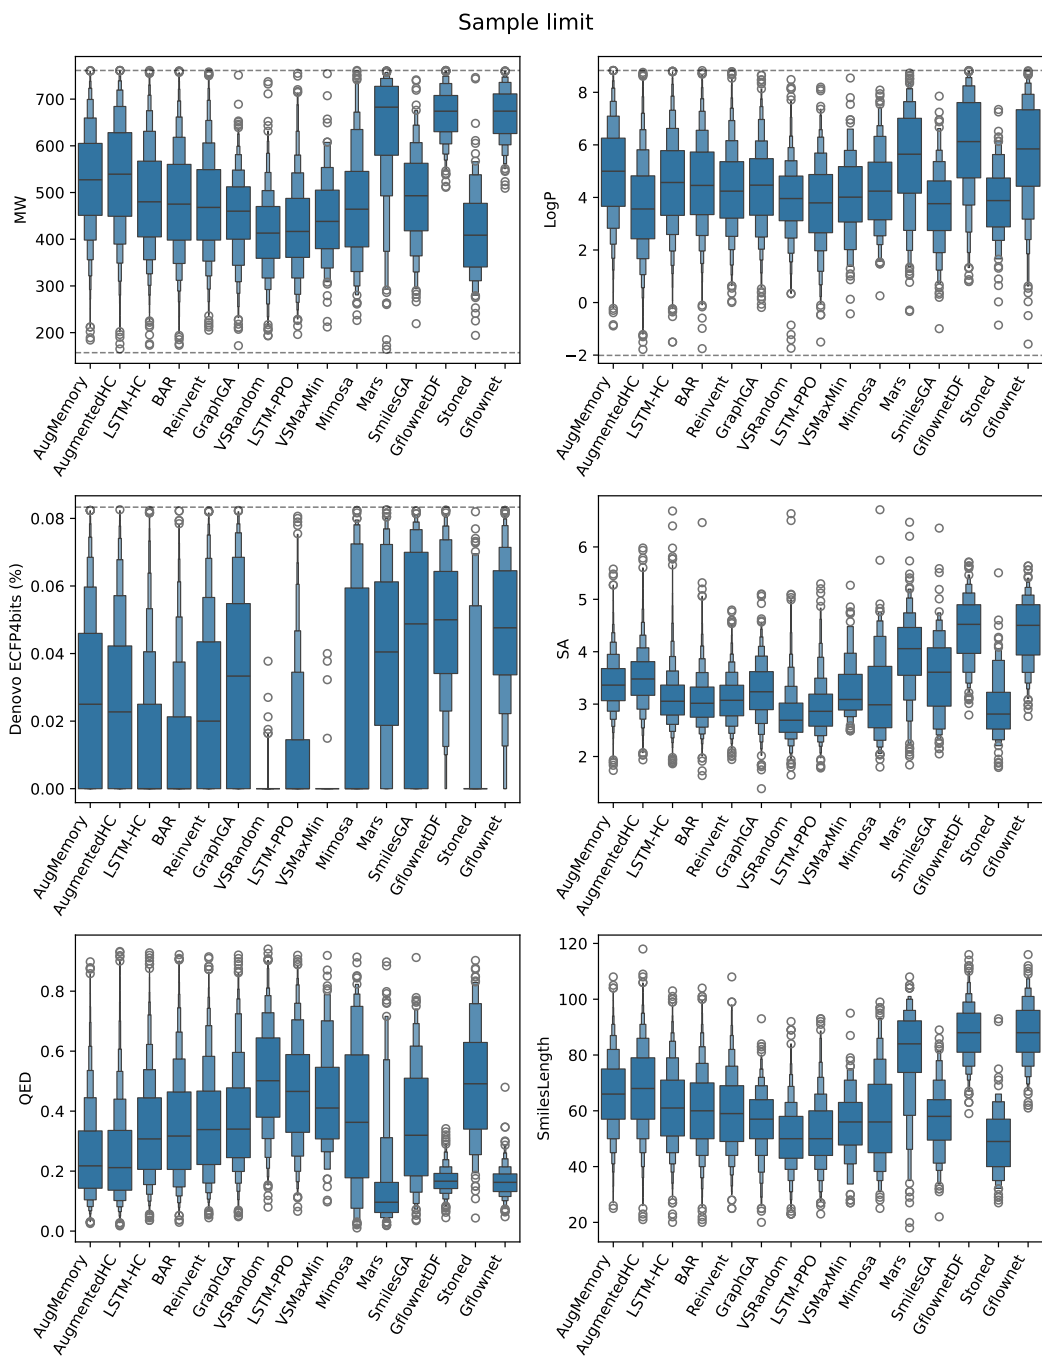 Sample limit
MW
700
600
500
400
300
200
AugMemory
AugmentedHC
LSTM-HC
BAR
Reinvent
GraphGA
VSRandom
LSTM-PPO
VSMaxMin
Mimosa
Mars
SmilesGA
GflownetDF
Stoned
Gflownet
LogP
8
6
4
2
0
−2
AugMemory
AugmentedHC
LSTM-HC
BAR
Reinvent
GraphGA
VSRandom
LSTM-PPO
VSMaxMin
Mimosa
Mars
SmilesGA
GflownetDF
Stoned
Gflownet
Denovo ECFP4bits (%)
0.08
0.06
0.04
0.02
0.00
AugMemory
AugmentedHC
LSTM-HC
BAR
Reinvent
GraphGA
VSRandom
LSTM-PPO
VSMaxMin
Mimosa
Mars
SmilesGA
GflownetDF
Stoned
Gflownet
SA
6
5
4
3
2
AugMemory
AugmentedHC
LSTM-HC
BAR
Reinvent
GraphGA
VSRandom
LSTM-PPO
VSMaxMin
Mimosa
Mars
SmilesGA
GflownetDF
Stoned
Gflownet
QED
0.8
0.6
0.4
0.2
0.0
AugMemory
AugmentedHC
LSTM-HC
BAR
Reinvent
GraphGA
VSRandom
LSTM-PPO
VSMaxMin
Mimosa
Mars
SmilesGA
GflownetDF
Stoned
Gflownet
SmilesLength
120
100
80
60
40
20
AugMemory
AugmentedHC
LSTM-HC
BAR
Reinvent
GraphGA
VSRandom
LSTM-PPO
VSMaxMin
Mimosa
Mars
SmilesGA
GflownetDF
Stoned
Gflownet